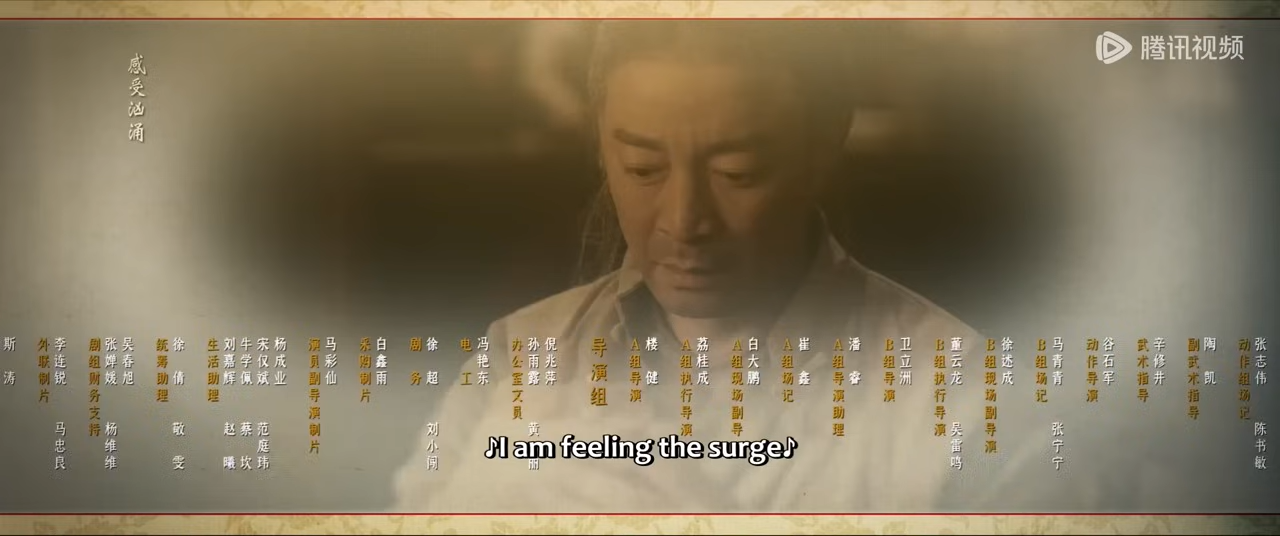 感受汹涌
腾讯视频
动作组场记
张志伟 陈书敏
副武术指导
陶凯
武术指导
辛修井
动作导演
谷石军
B组场记
马青青 张宁宁
B组现场副导演
徐述成
B组执行导演
董云龙 吴雷鸣
B组导演
卫立洲
A组导演助理
潘睿
A组场记
崔鑫
A组现场副导
白大鹏
A组执行导演
荔桂成
A组导演
楼健
导演组
办公室文员
倪兆萍
孙雨露
电工
冯艳东
剧务
徐超 刘小闯
采购制片
白鑫雨
演员副导演制片
马彩仙
生活助理
杨成业
宋仪斌 范庭玮
牛学佩 蔡坎
刘嘉辉 赵曦
统筹助理
徐倩 敬雯
剧组财务支持
吴春旭
张婵媛 杨维维
外联制片
李连锐 马忠良
斯涛
♪I am feeling the surge♪